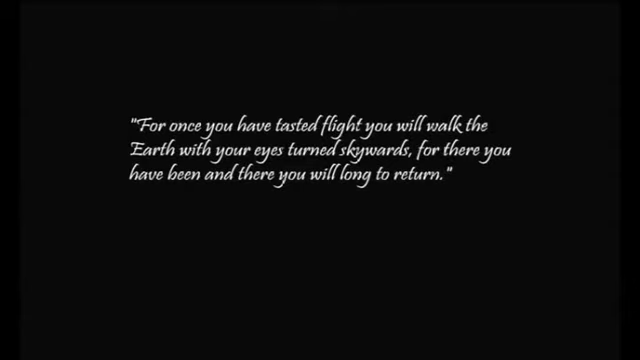 "For once you have tasted flight you will walk the
Earth with your eyes turned skywards, for there you
have been and there you will long to return."